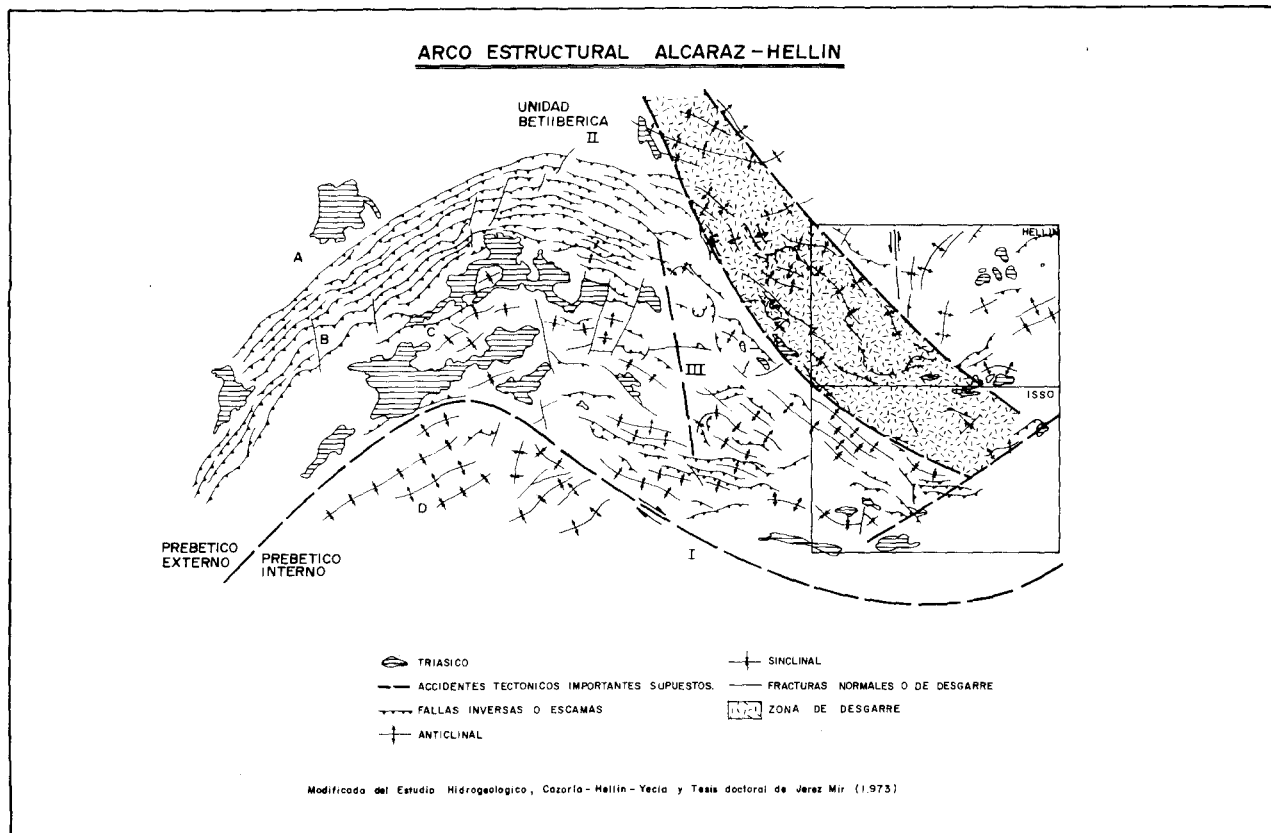 ARCO ESTRUCTURAL ALCARAZ - HELLIN
UNIDAD
BETIIBERICA
II
A
HELLIN
B
C
III
ISSO
D
I
PREBETICO
EXTERNO
PREBETICO
INTERNO
TRIASICO
ACCIDENTES TECTONICOS IMPORTANTES SUPUESTOS.
FALLAS INVERSAS O ESCAMAS
ANTICLINAL
SINCLINAL
FRACTURAS NORMALES O DE DESGARRE
ZONA DE DESGARRE
Modificada del Estudio Hidrogeologico, Cazorla - Hellin - Yecla y Tesis doctoral de Jerez Mir (1.973)